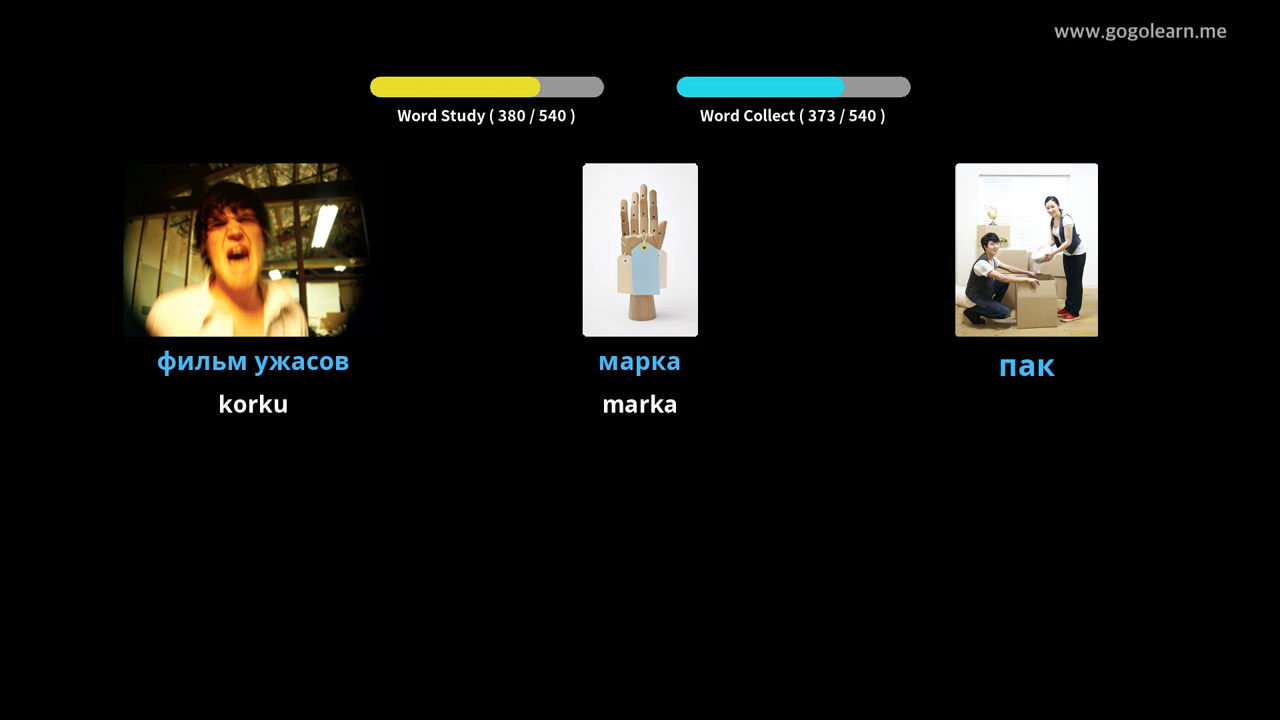 www.gogolearn.me
Word Study ( 380 / 540 )
Word Collect ( 373 / 540 )
фильм ужасов
марка
пак
korku
marka